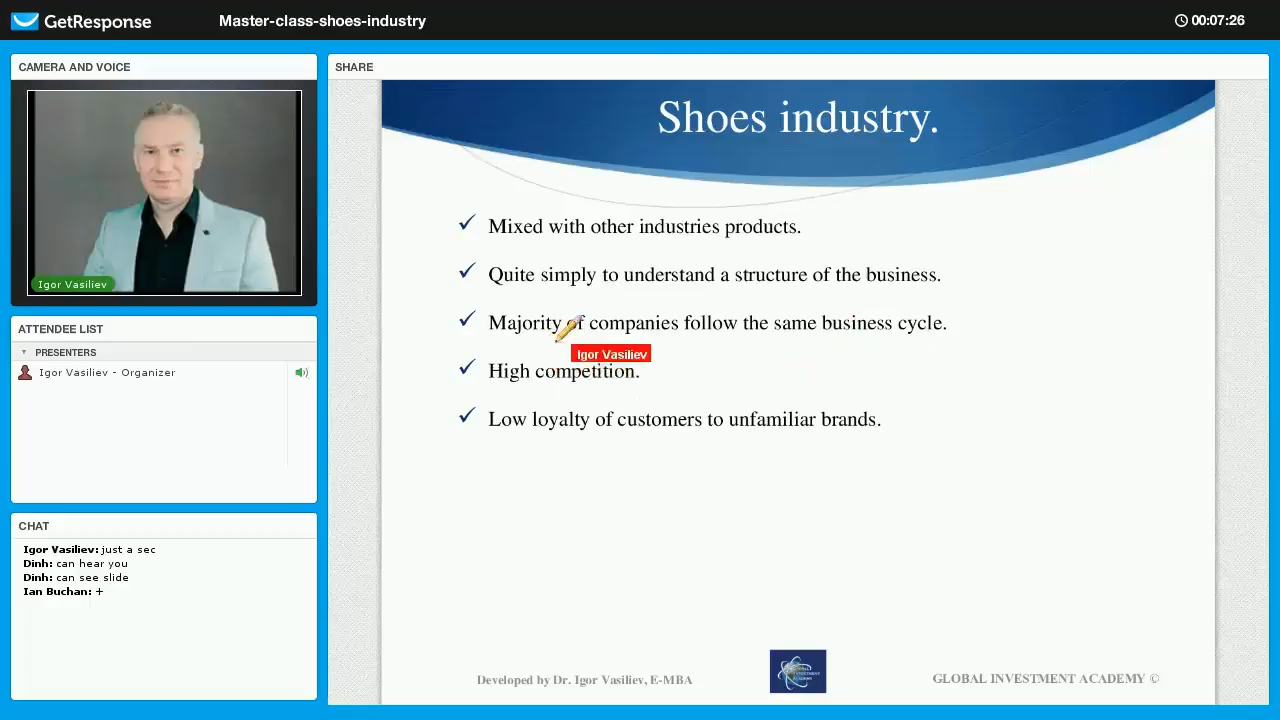 GetResponse
Master-class-shoes-industry
00:07:26
CAMERA AND VOICE
Igor Vasiliev
ATTENDEE LIST
PRESENTERS
Igor Vasiliev - Organizer
CHAT
Igor Vasiliev: just a sec
Dinh: can hear you
Dinh: can see slide
Ian Buchan: +
SHARE
Shoes industry.
Mixed with other industries products.
Quite simply to understand a structure of the business.
Majority of companies follow the same business cycle.
Igor Vasiliev
High competition.
Low loyalty of customers to unfamiliar brands.
Developed by Dr. Igor Vasiliev, E-MBA
GLOBAL INVESTMENT ACADEMY ©